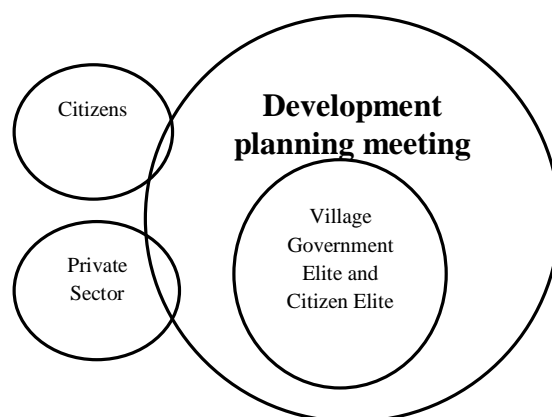 Citizens
Development
planning meeting
Village
Government
Elite and
Citizen Elite
Private
Sector